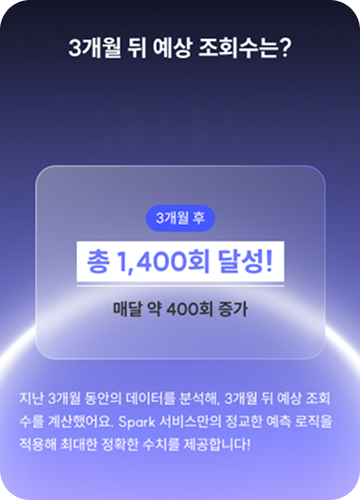 3개월 뒤 예상 조회수는?
3개월 후
총 1,400회 달성!
매달 약 400회 증가
지난 3개월 동안의 데이터를 분석해, 3개월 뒤 예상 조회
수를 계산했어요. Spark 서비스만의 정교한 예측 로직을
적용해 최대한 정확한 수치를 제공합니다!